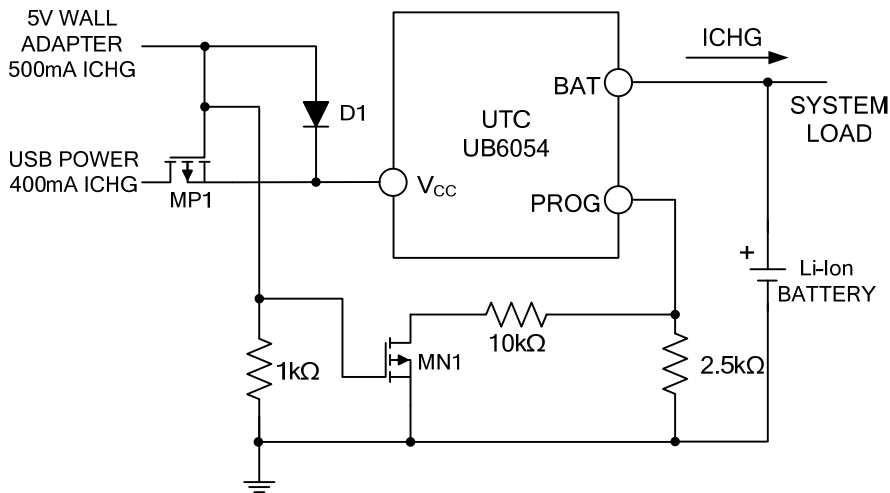 5V WALL
ADAPTER
500mA ICHG
ICHG
BAT
D1
UTC
UB6054
SYSTEM
LOAD
USB POWER
400mA ICHG
VCC
PROG
MP1
+
Li-Ion
BATTERY
10kΩ
MN1
1kΩ
2.5kΩ